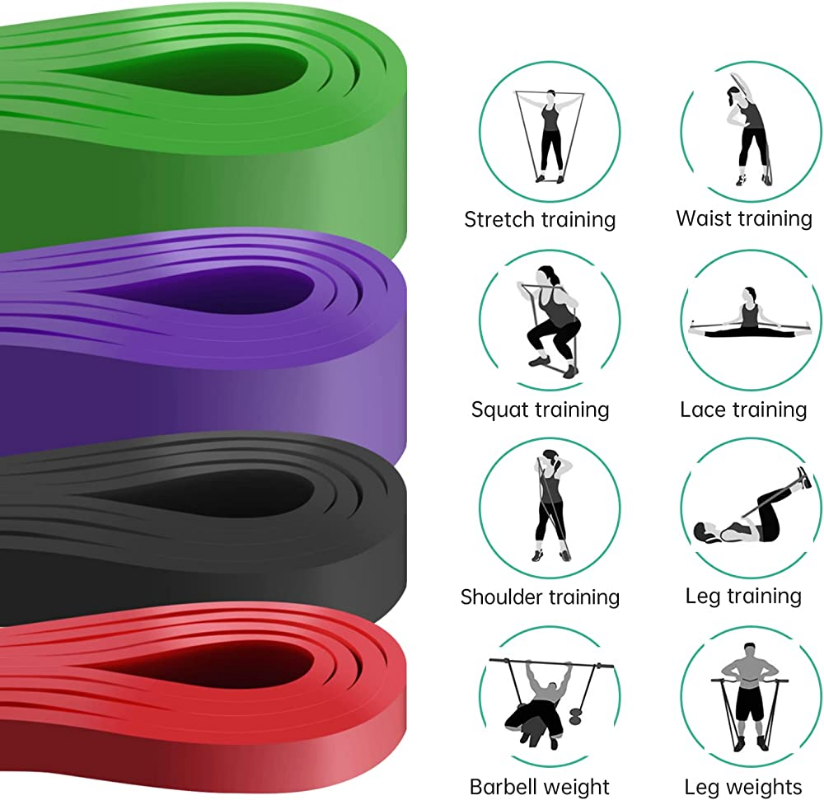 Stretch training
Waist training
Squat training
Lace training
Shoulder training
Leg training
Barbell weight
Leg weights